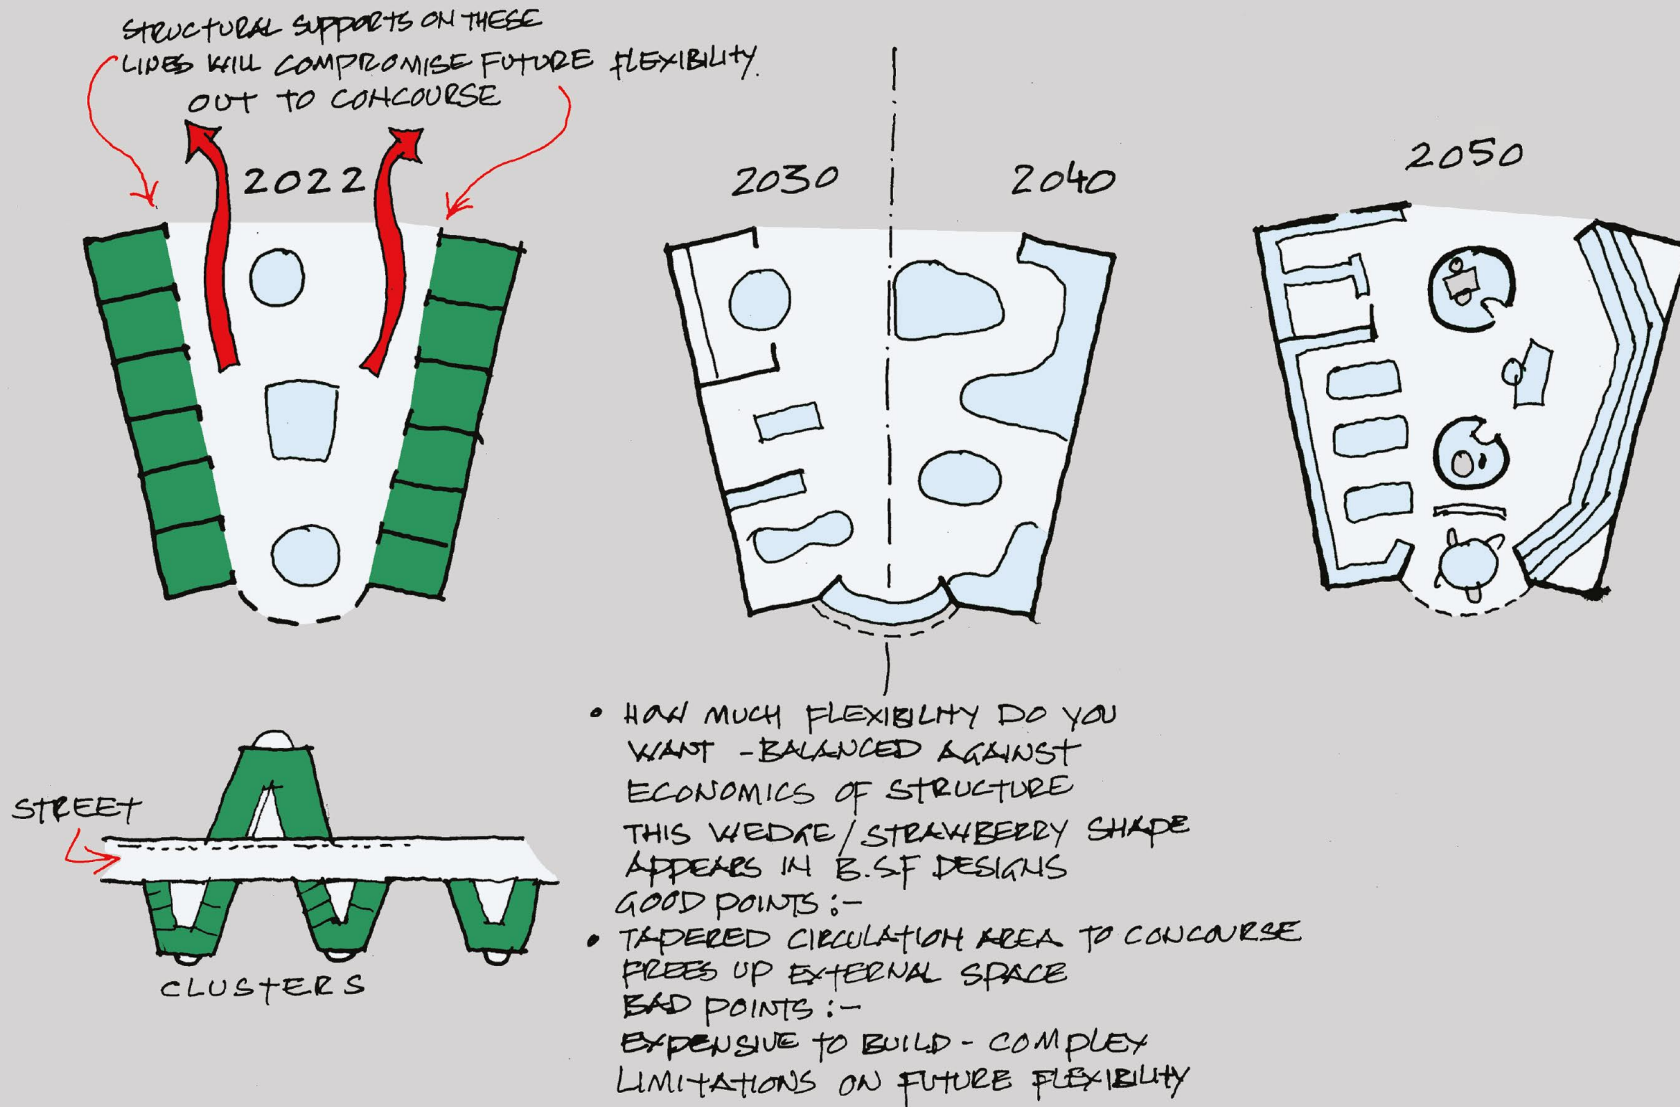 STRUCTURAL SUPPORTS ON THESE
LINES WILL COMPROMISE FUTURE FLEXIBILITY.
OUT TO CONCOURSE
2022
2030
2040
2050
STREET
CLUSTERS
• HOW MUCH FLEXIBILITY DO YOU
WANT - BALANCED AGAINST
ECONOMICS OF STRUCTURE
THIS WEDGE/STRAWBERRY SHAPE
APPEARS IN B.S.F DESIGNS
GOOD POINTS :-
• TAPERED CIRCULATION AREA TO CONCOURSE
FREES UP EXTERNAL SPACE
BAD POINTS :-
EXPENSIVE TO BUILD - COMPLEX
LIMITATIONS ON FUTURE FLEXIBILITY